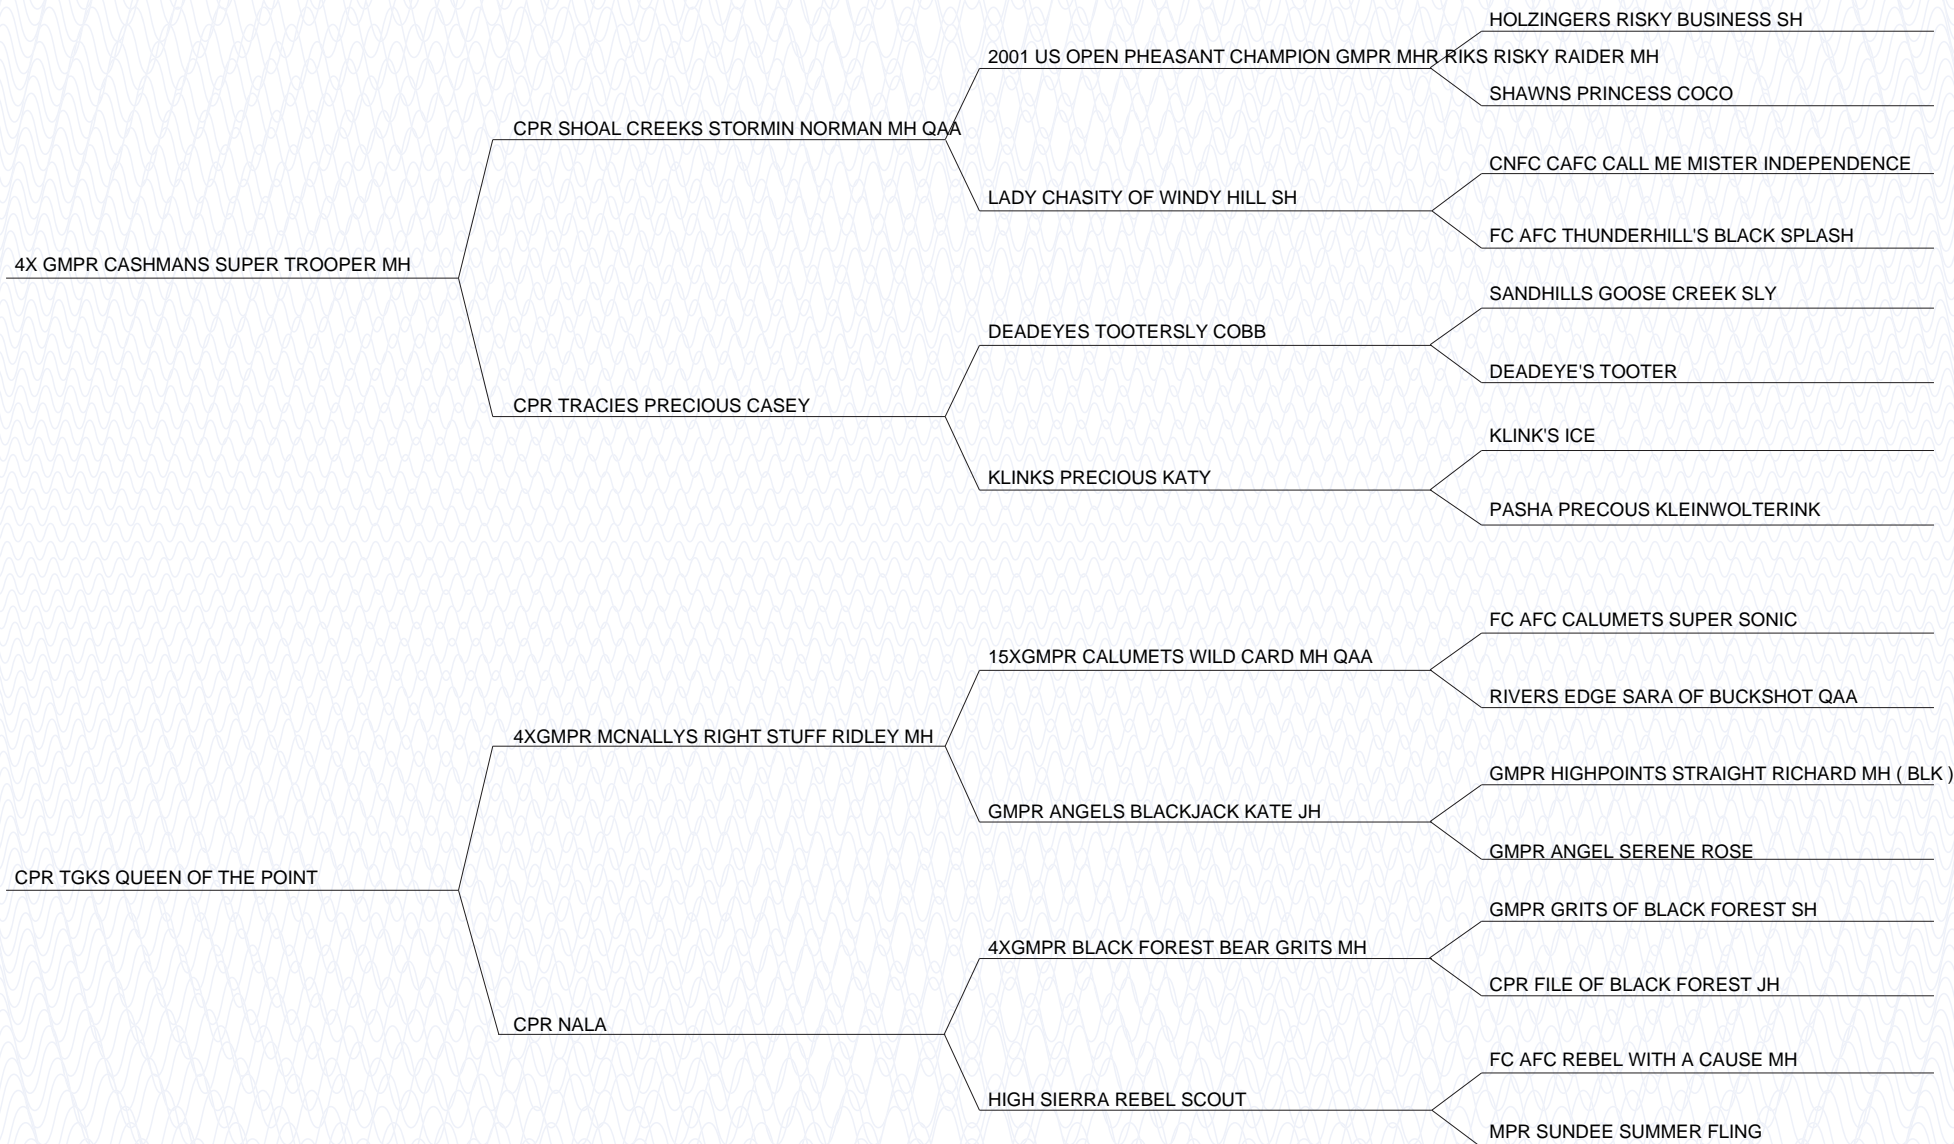 HOLZINGERS RISKY BUSINESS SH
2001 US OPEN PHEASANT CHAMPION GMPR MHR RIKS RISKY RAIDER MH
SHAWNS PRINCESS COCO
CPR SHOAL CREEKS STORMIN NORMAN MH QAA
CNFC CAFC CALL ME MISTER INDEPENDENCE
LADY CHASITY OF WINDY HILL SH
FC AFC THUNDERHILL'S BLACK SPLASH
4X GMPR CASHMANS SUPER TROOPER MH
SANDHILLS GOOSE CREEK SLY
DEADEYES TOOTERSLY COBB
DEADEYE'S TOOTER
CPR TRACIES PRECIOUS CASEY
KLINK'S ICE
KLINKS PRECIOUS KATY
PASHA PRECOUS KLEINWOLTERINK
FC AFC CALUMETS SUPER SONIC
15XGMPR CALUMETS WILD CARD MH QAA
RIVERS EDGE SARA OF BUCKSHOT QAA
4XGMPR MCNALLYS RIGHT STUFF RIDLEY MH
GMPR HIGHPOINTS STRAIGHT RICHARD MH ( BLK )
GMPR ANGELS BLACKJACK KATE JH
GMPR ANGEL SERENE ROSE
CPR TGKS QUEEN OF THE POINT
GMPR GRITS OF BLACK FOREST SH
4XGMPR BLACK FOREST BEAR GRITS MH
CPR FILE OF BLACK FOREST JH
CPR NALA
FC AFC REBEL WITH A CAUSE MH
HIGH SIERRA REBEL SCOUT
MPR SUNDEE SUMMER FLING